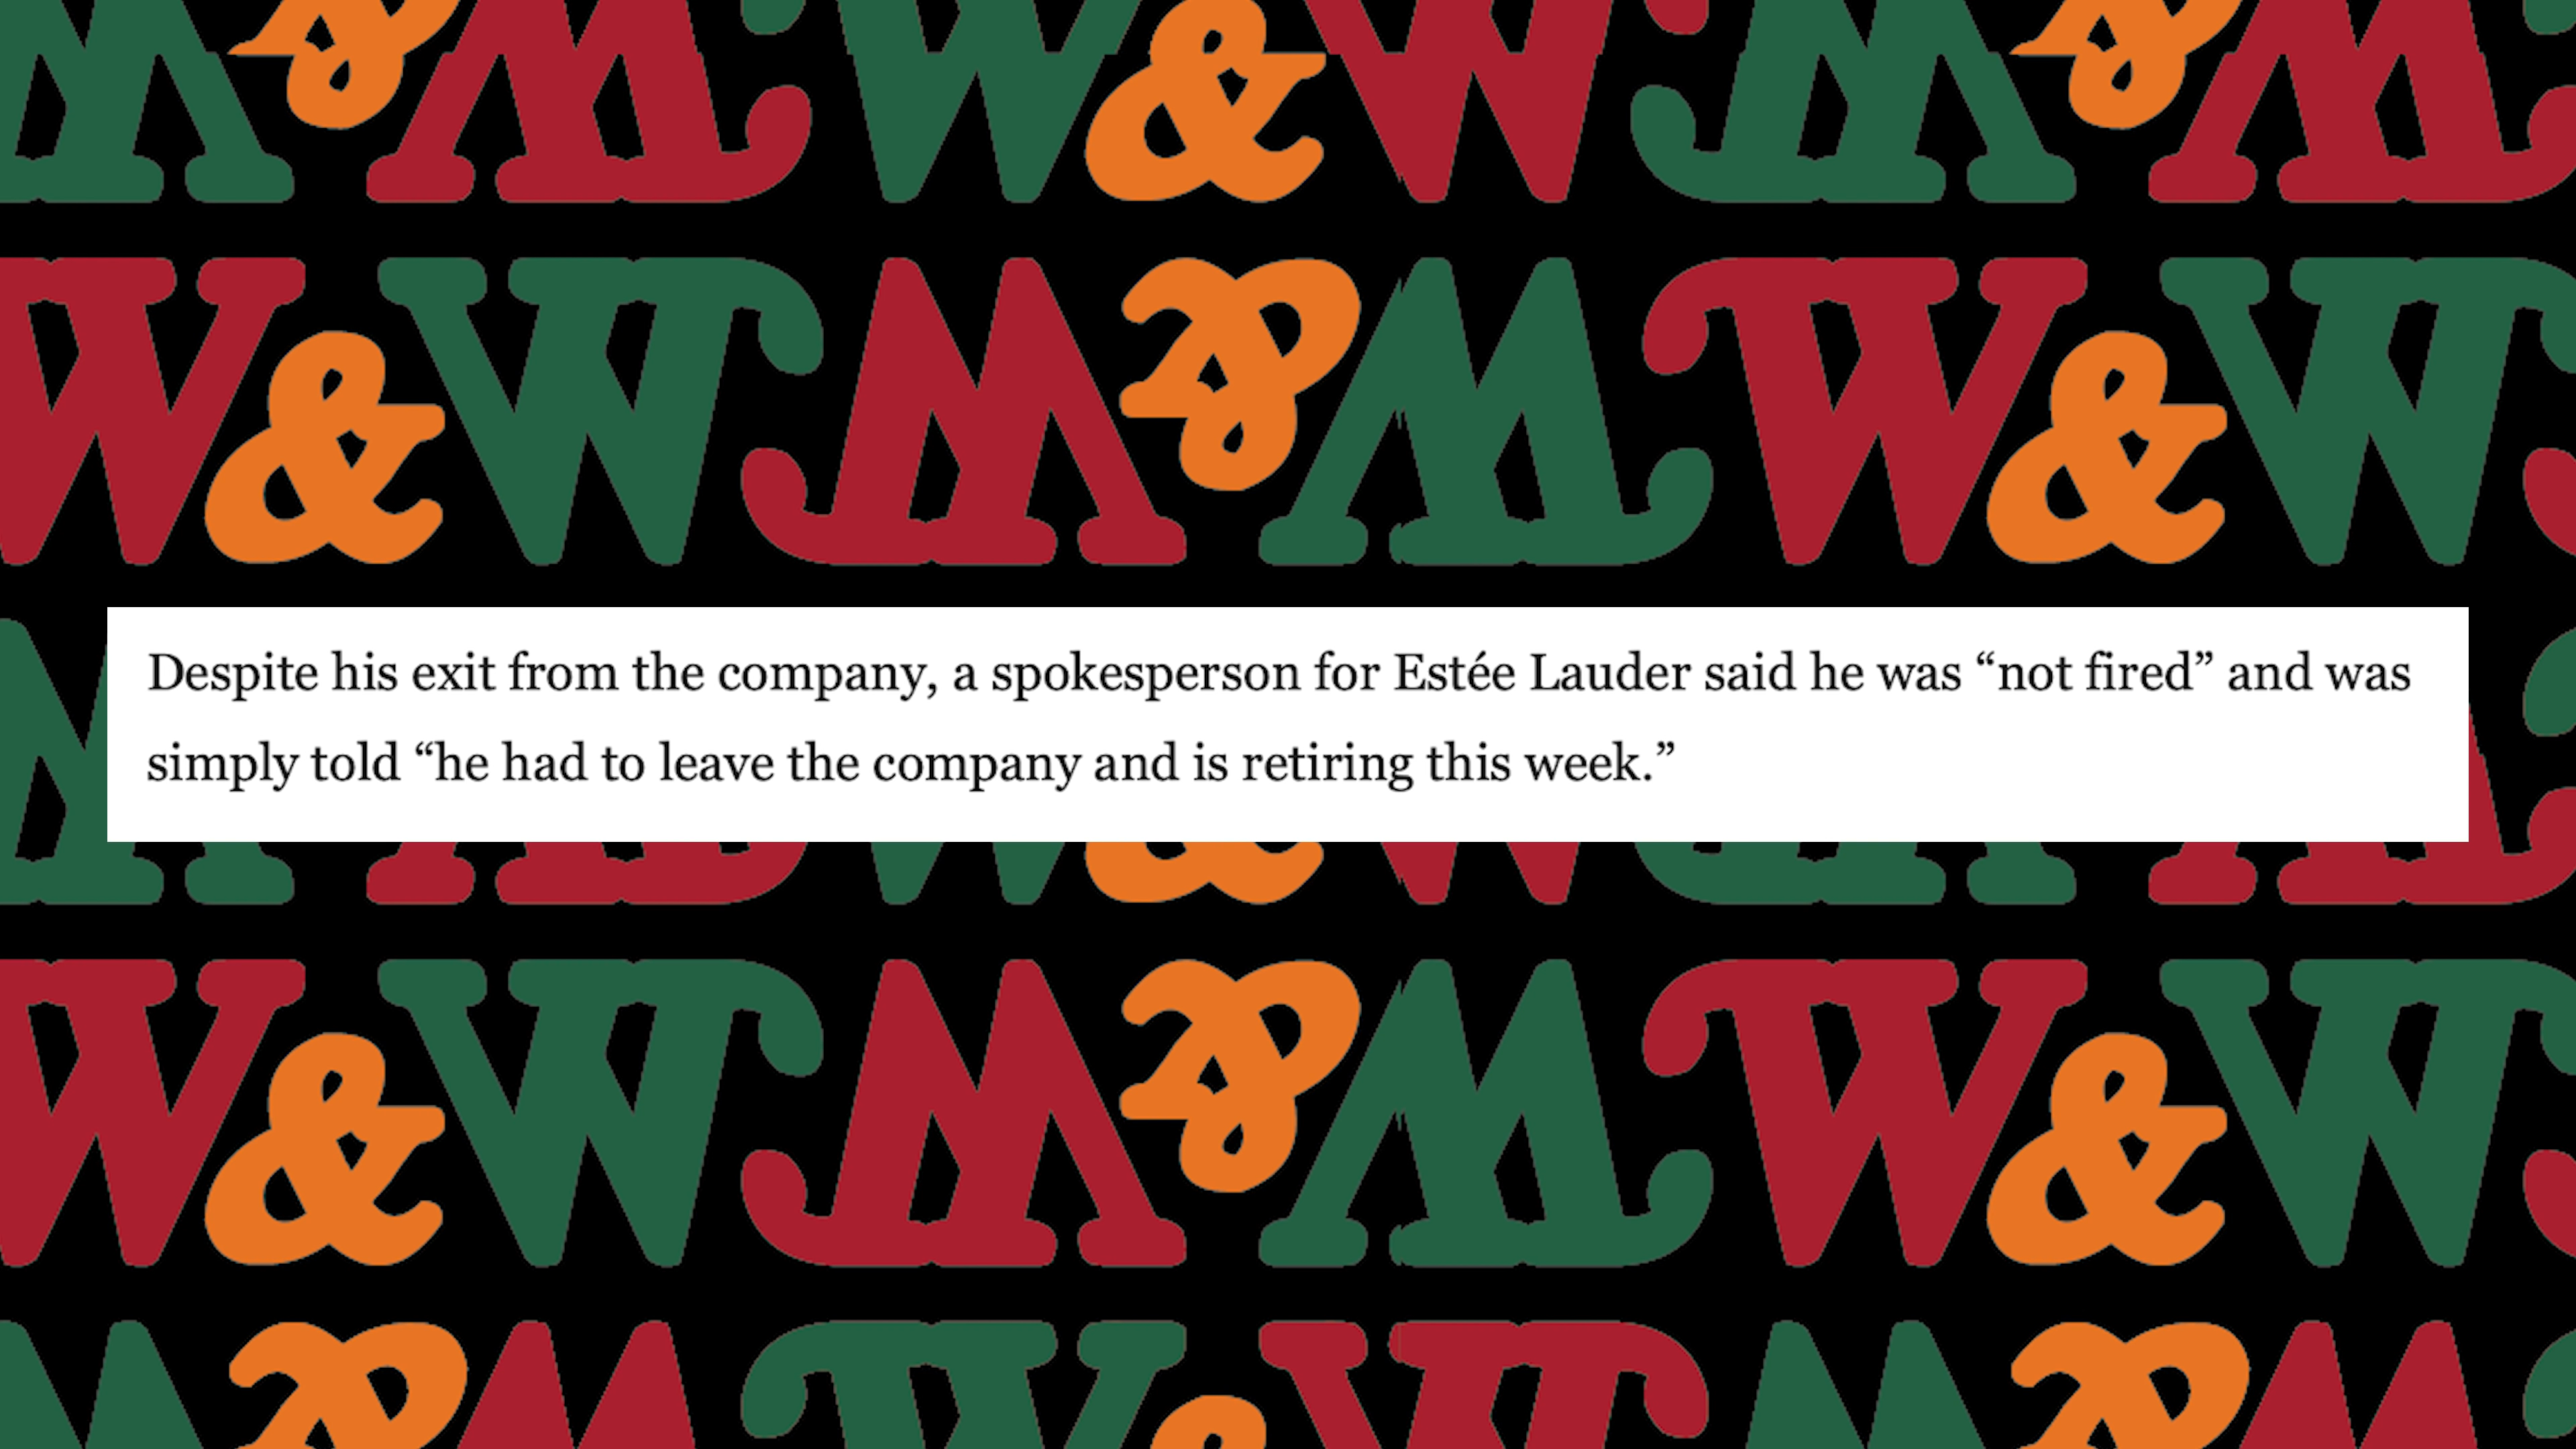 W & W W & W W & W
W & W W & W W & W
Despite his exit from the company, a spokesperson for Estée Lauder said he was “not fired” and was
simply told “he had to leave the company and is retiring this week.”
W & W W & W W & W
W & W W & W W & W
W & W W & W W & W